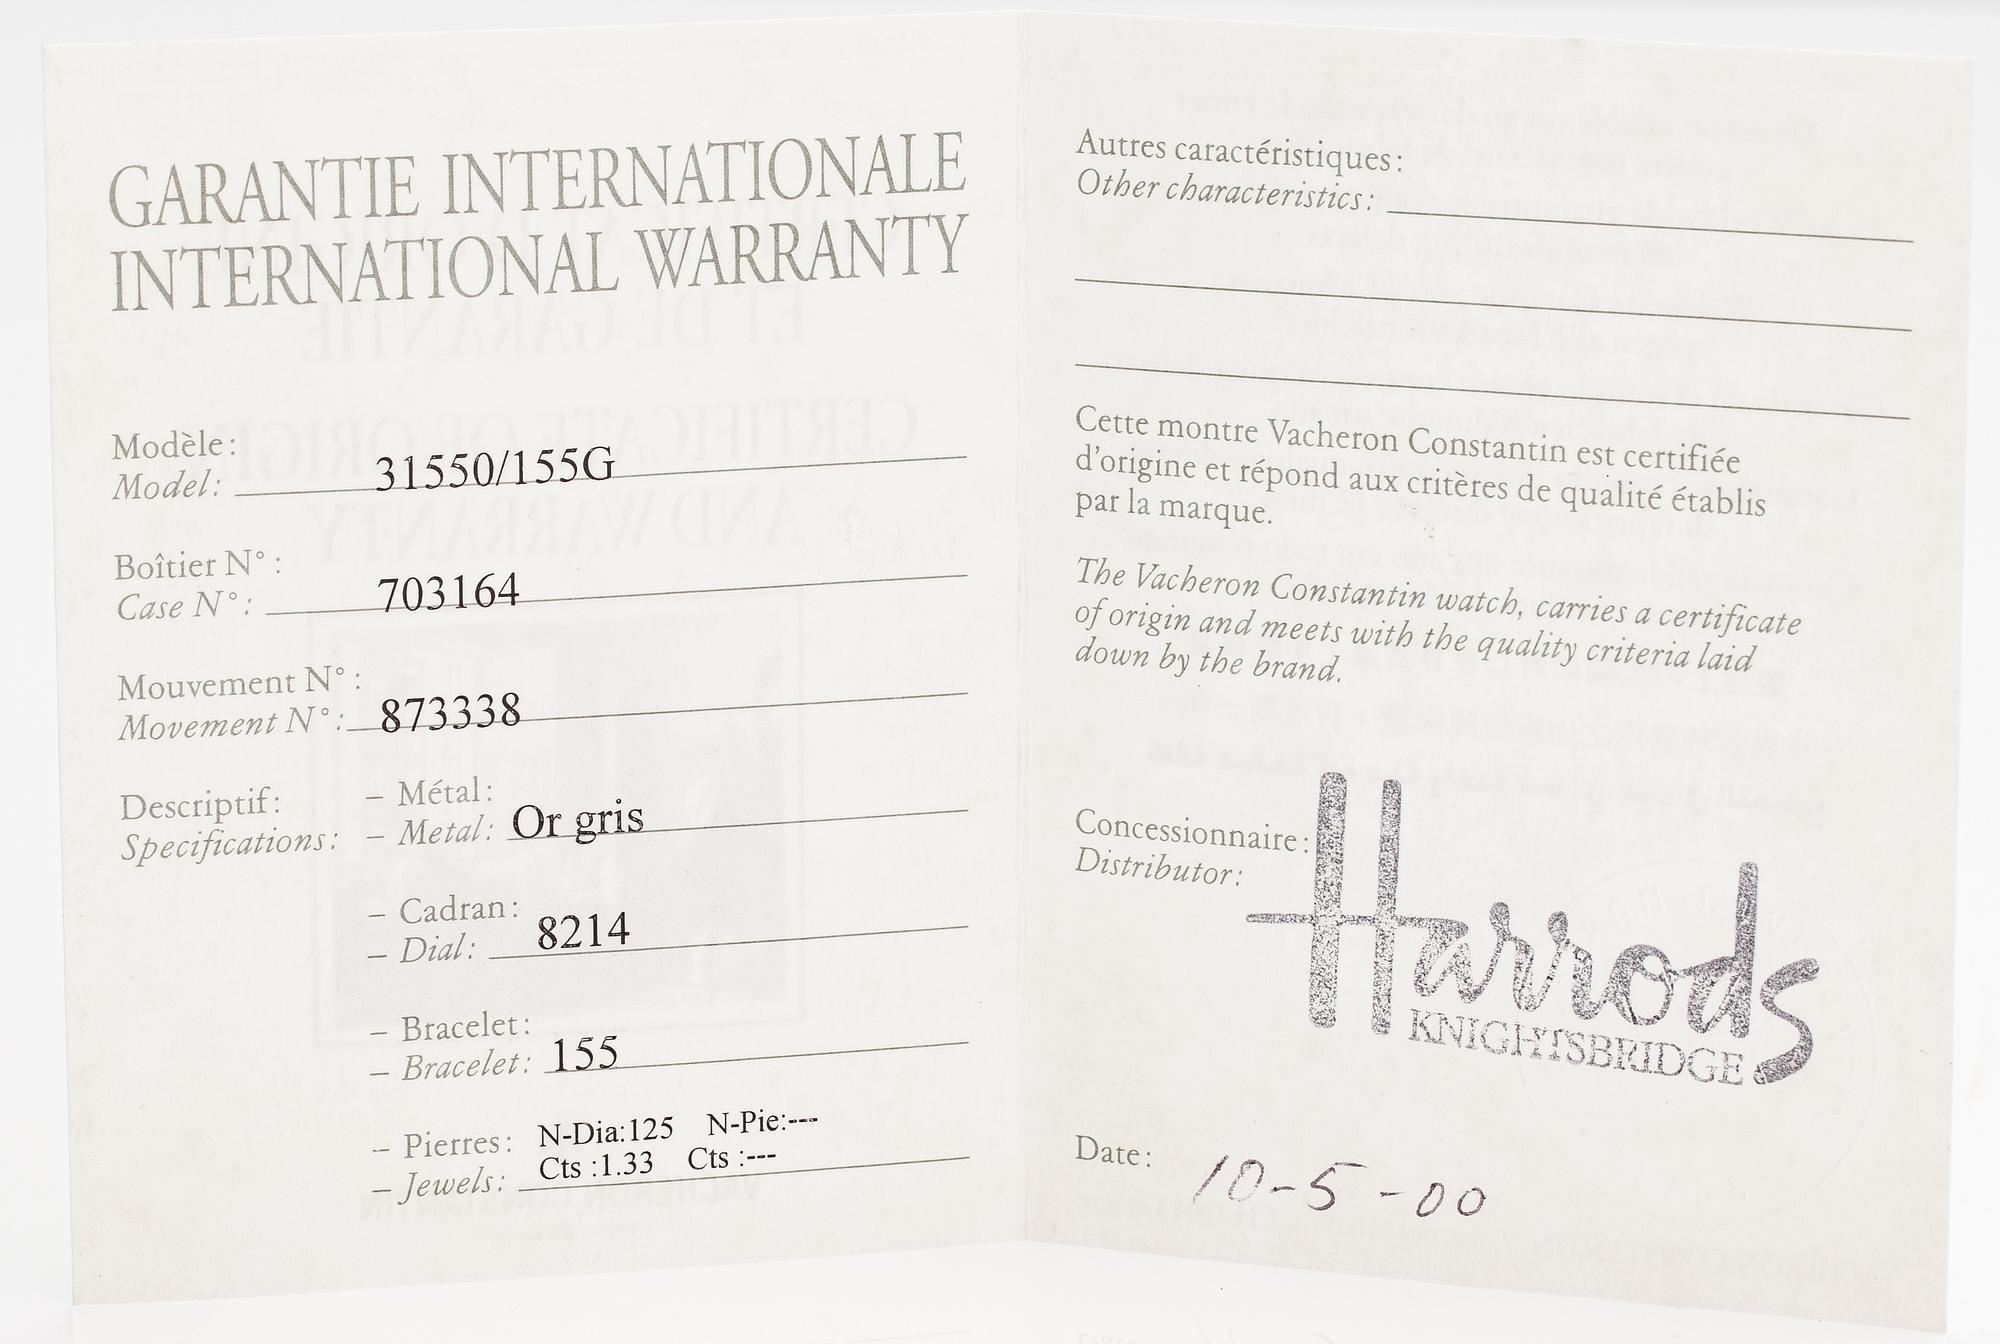 GARANTIE INTERNATIONALE
INTERNATIONAL WARRANTY
Modèle:
Model: 31550/155G
Boîtier N°:
Case N°: 703164
Mouvement N°:
Movement N°: 873338
Descriptif: – Métal:
Specifications: – Metal: Or gris
– Cadran:
– Dial: 8214
– Bracelet:
– Bracelet: 155
– Pierres: N-Dia:125 N-Pie:---
– Jewels: Cts :1.33 Cts :---
Autres caractéristiques:
Other characteristics:
Cette montre Vacheron Constantin est certifiée
d'origine et répond aux critères de qualité établis
par la marque.
The Vacheron Constantin watch, carries a certificate
of origin and meets with the quality criteria laid
down by the brand.
Concessionnaire:
Distributor:
Harrods
KNIGHTSBRIDGE
Date: 10-5-00